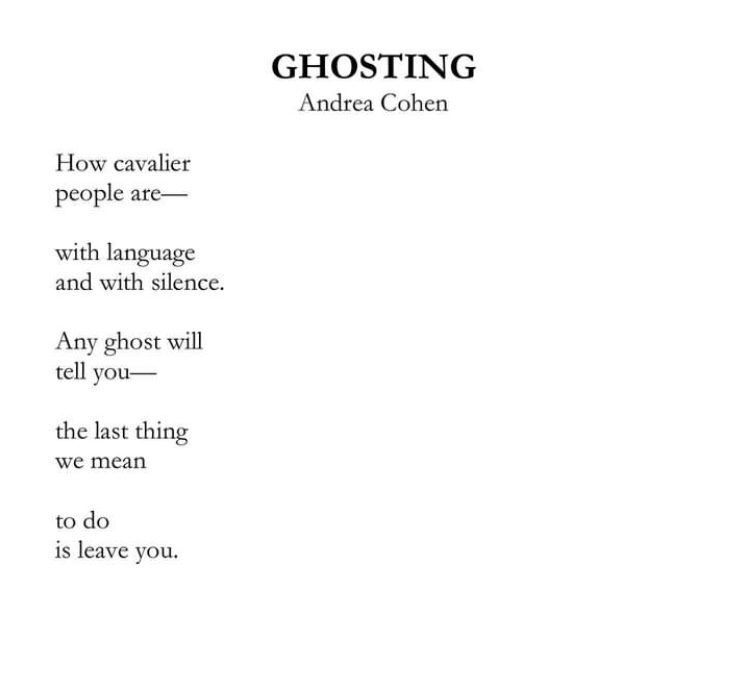 GHOSTING
Andrea Cohen
How cavalier
people are—
with language
and with silence.
Any ghost will
tell you—
the last thing
we mean
to do
is leave you.